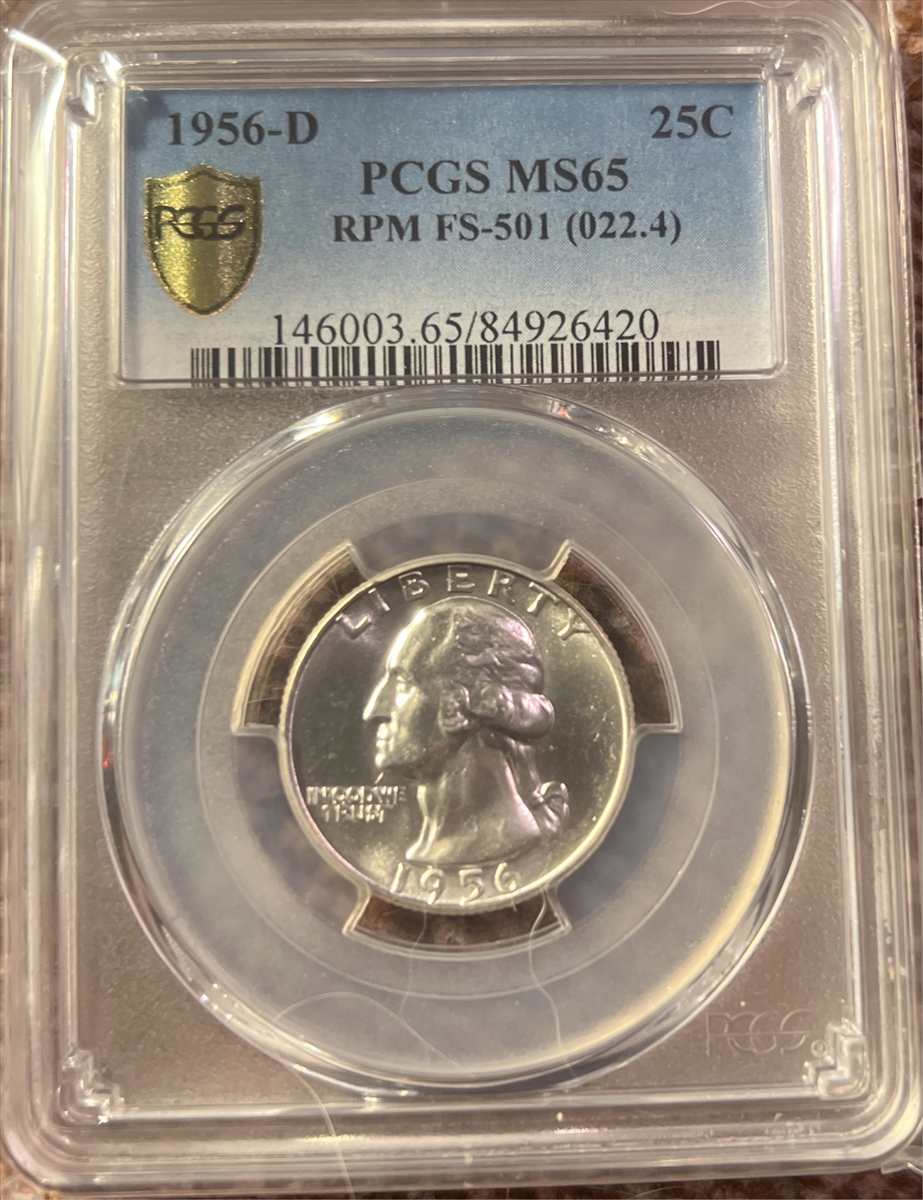 1956-D 25C
PCGS MS65
PCGS
RPM FS-501 (022.4)
146003.65/84926420
LIBERTY
IN GOD WE
TRUST
1956
PCGS